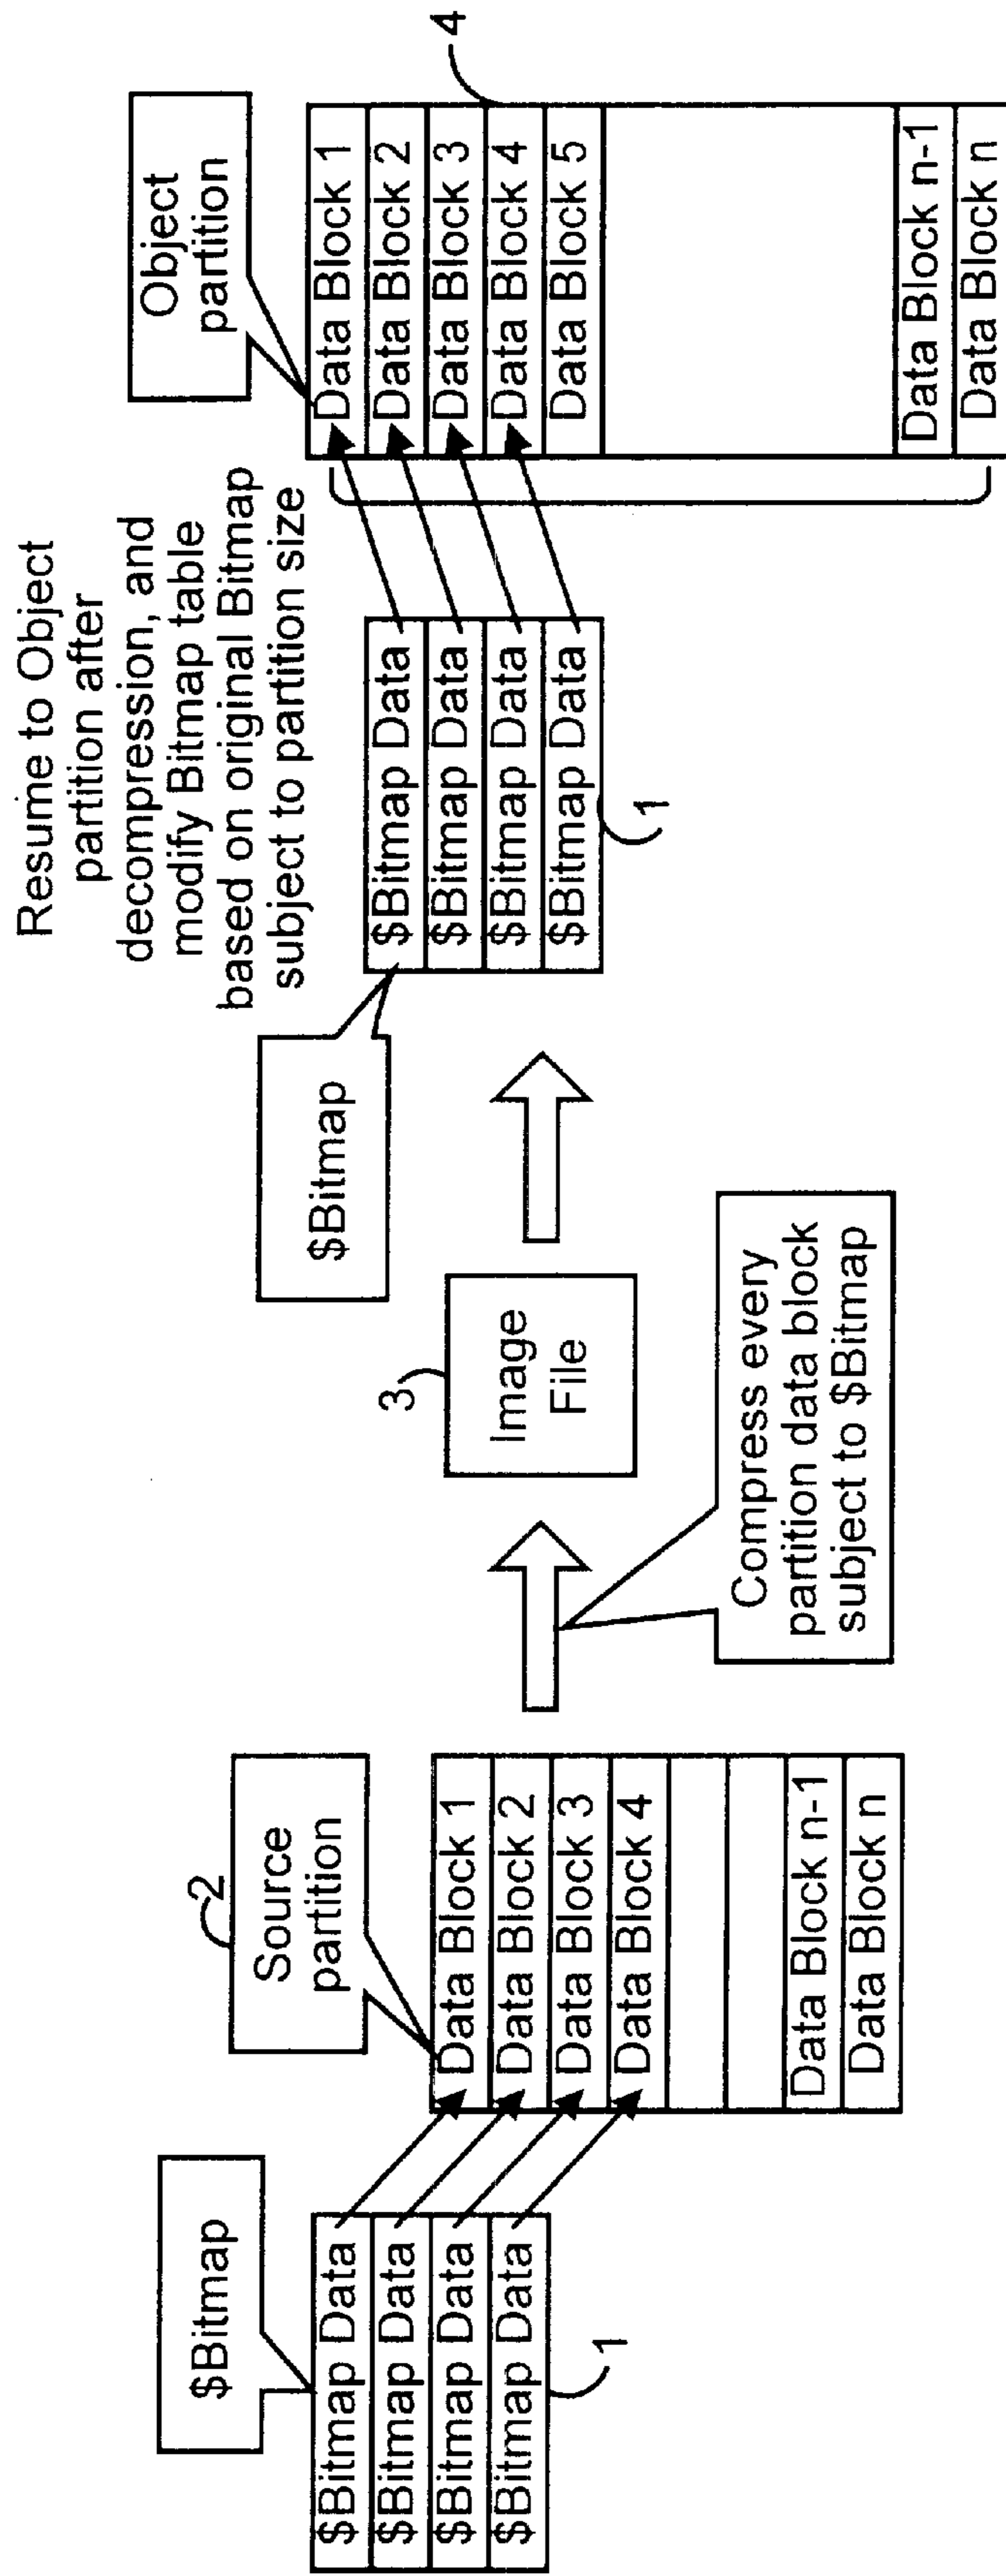 $Bitmap
$Bitmap Data
$Bitmap Data
$Bitmap Data
$Bitmap Data
1
2
Source
partition
Data Block 1
Data Block 2
Data Block 3
Data Block 4
Data Block n-1
Data Block n
Compress every
partition data block
subject to $Bitmap
3
Image
File
$Bitmap
$Bitmap Data
$Bitmap Data
$Bitmap Data
$Bitmap Data
1
Resume to Object
partition after
decompression, and
modify Bitmap table
based on original Bitmap
subject to partition size
Object
partition
4
Data Block 1
Data Block 2
Data Block 3
Data Block 4
Data Block 5
Data Block n-1
Data Block n